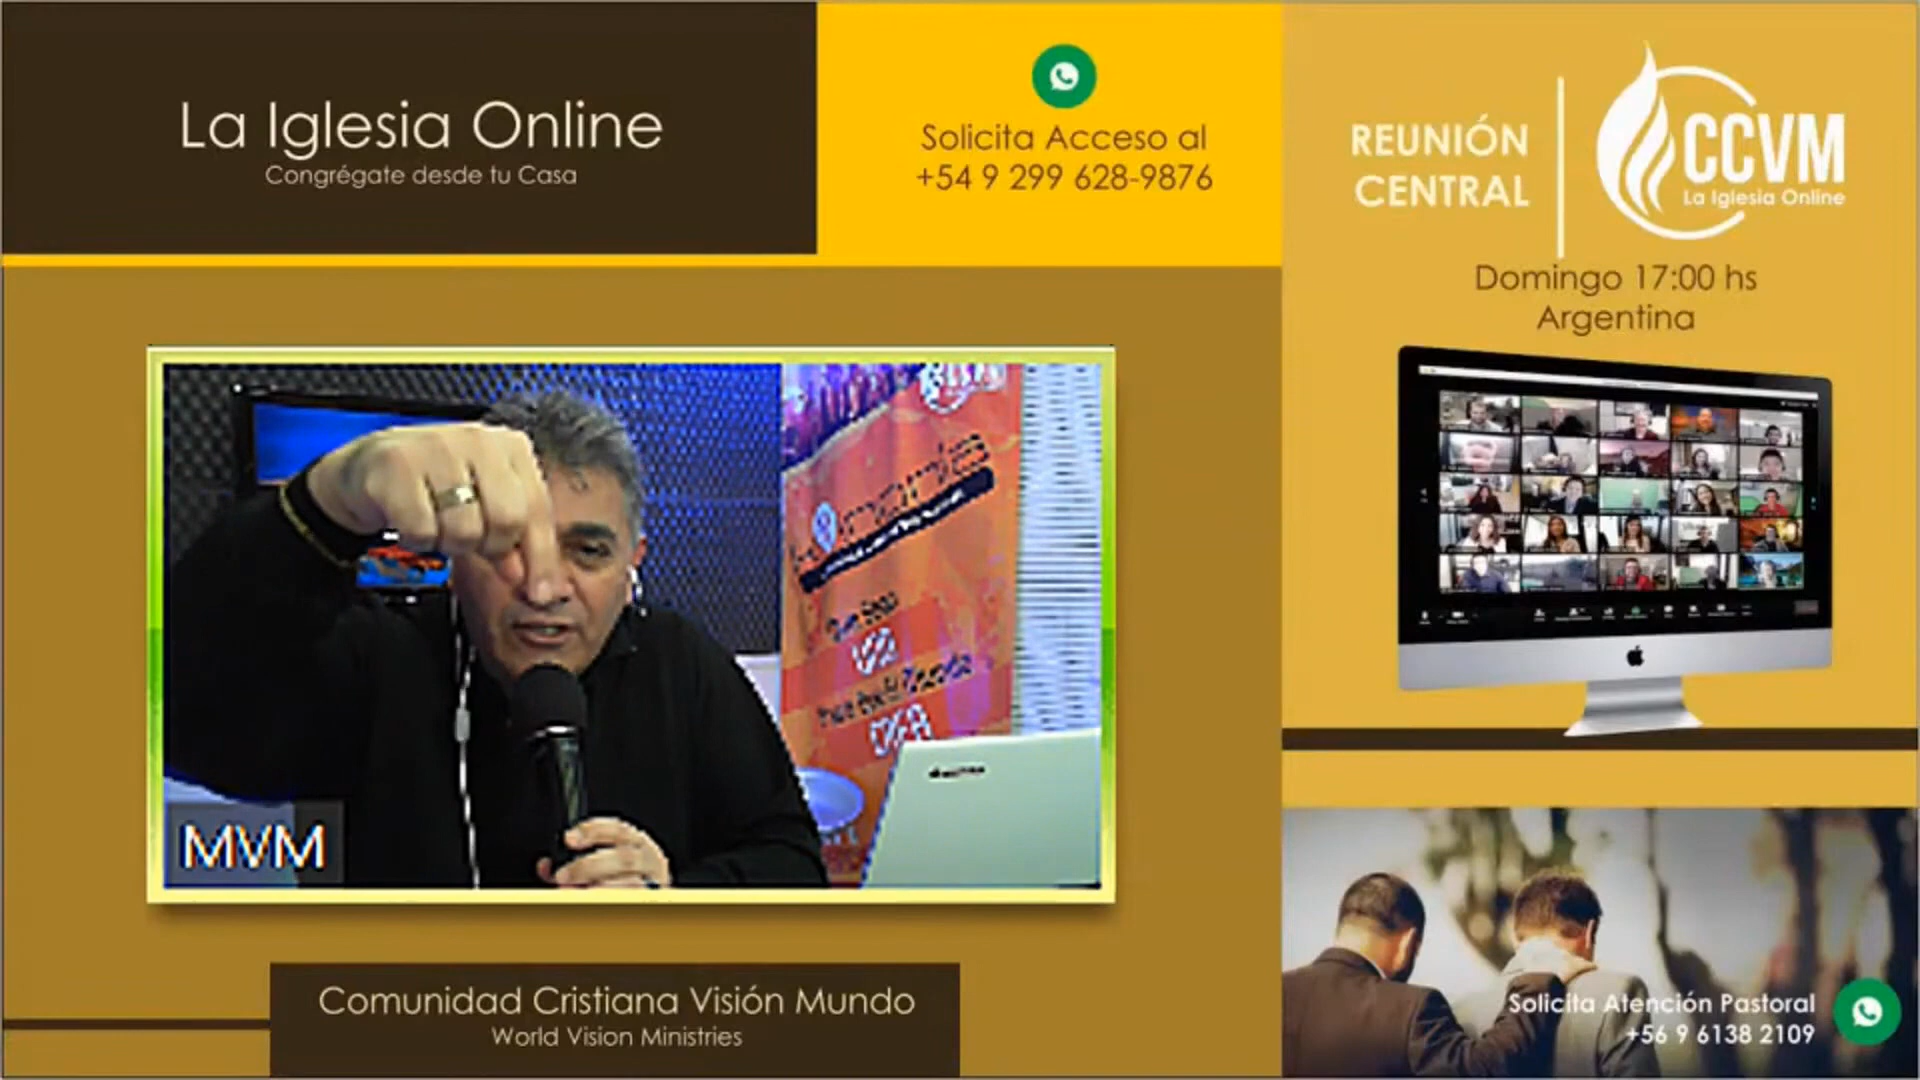 La Iglesia Online
Congrégate desde tu Casa
Solicita Acceso al
+54 9 299 628-9876
REUNIÓN
CENTRAL
CCVM
La Iglesia Online
Domingo 17:00 hs
Argentina
MVM
Comunidad Cristiana Visión Mundo
World Vision Ministries
Solicita Atención Pastoral
+56 9 6138 2109